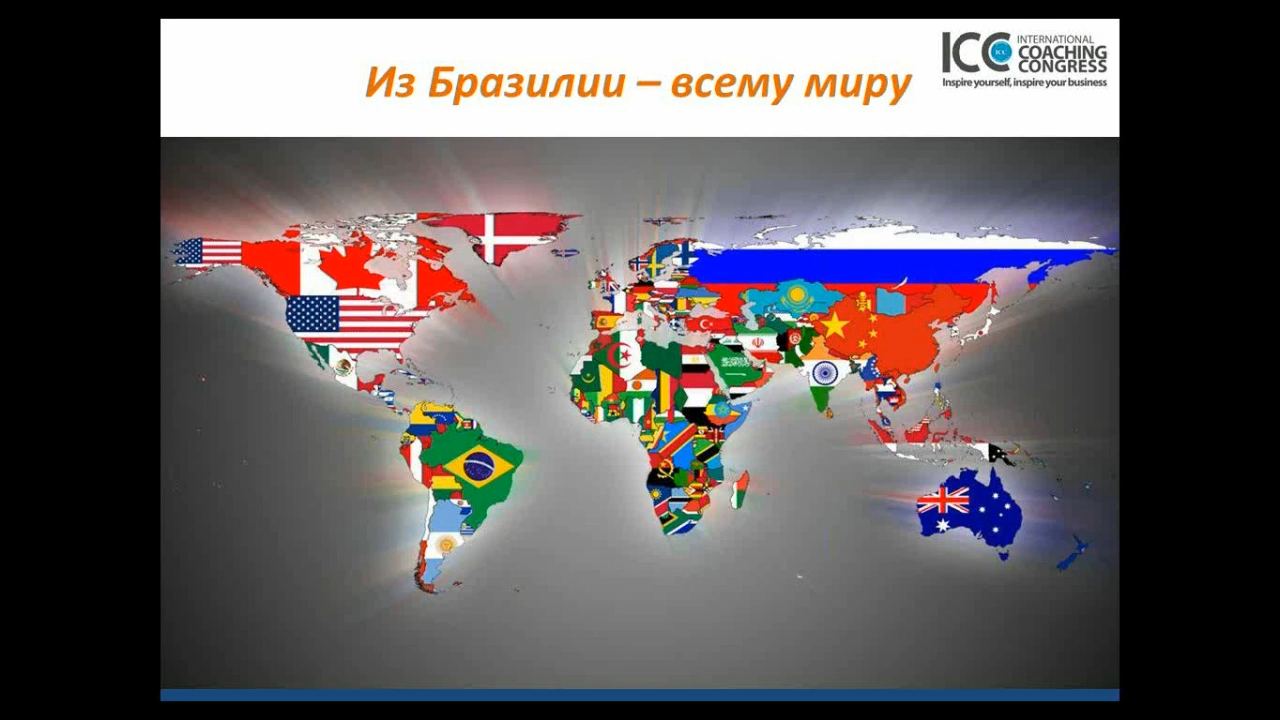 Из Бразилии – всему миру
ICC INTERNATIONAL
COACHING
CONGRESS
Inspire yourself, inspire your business